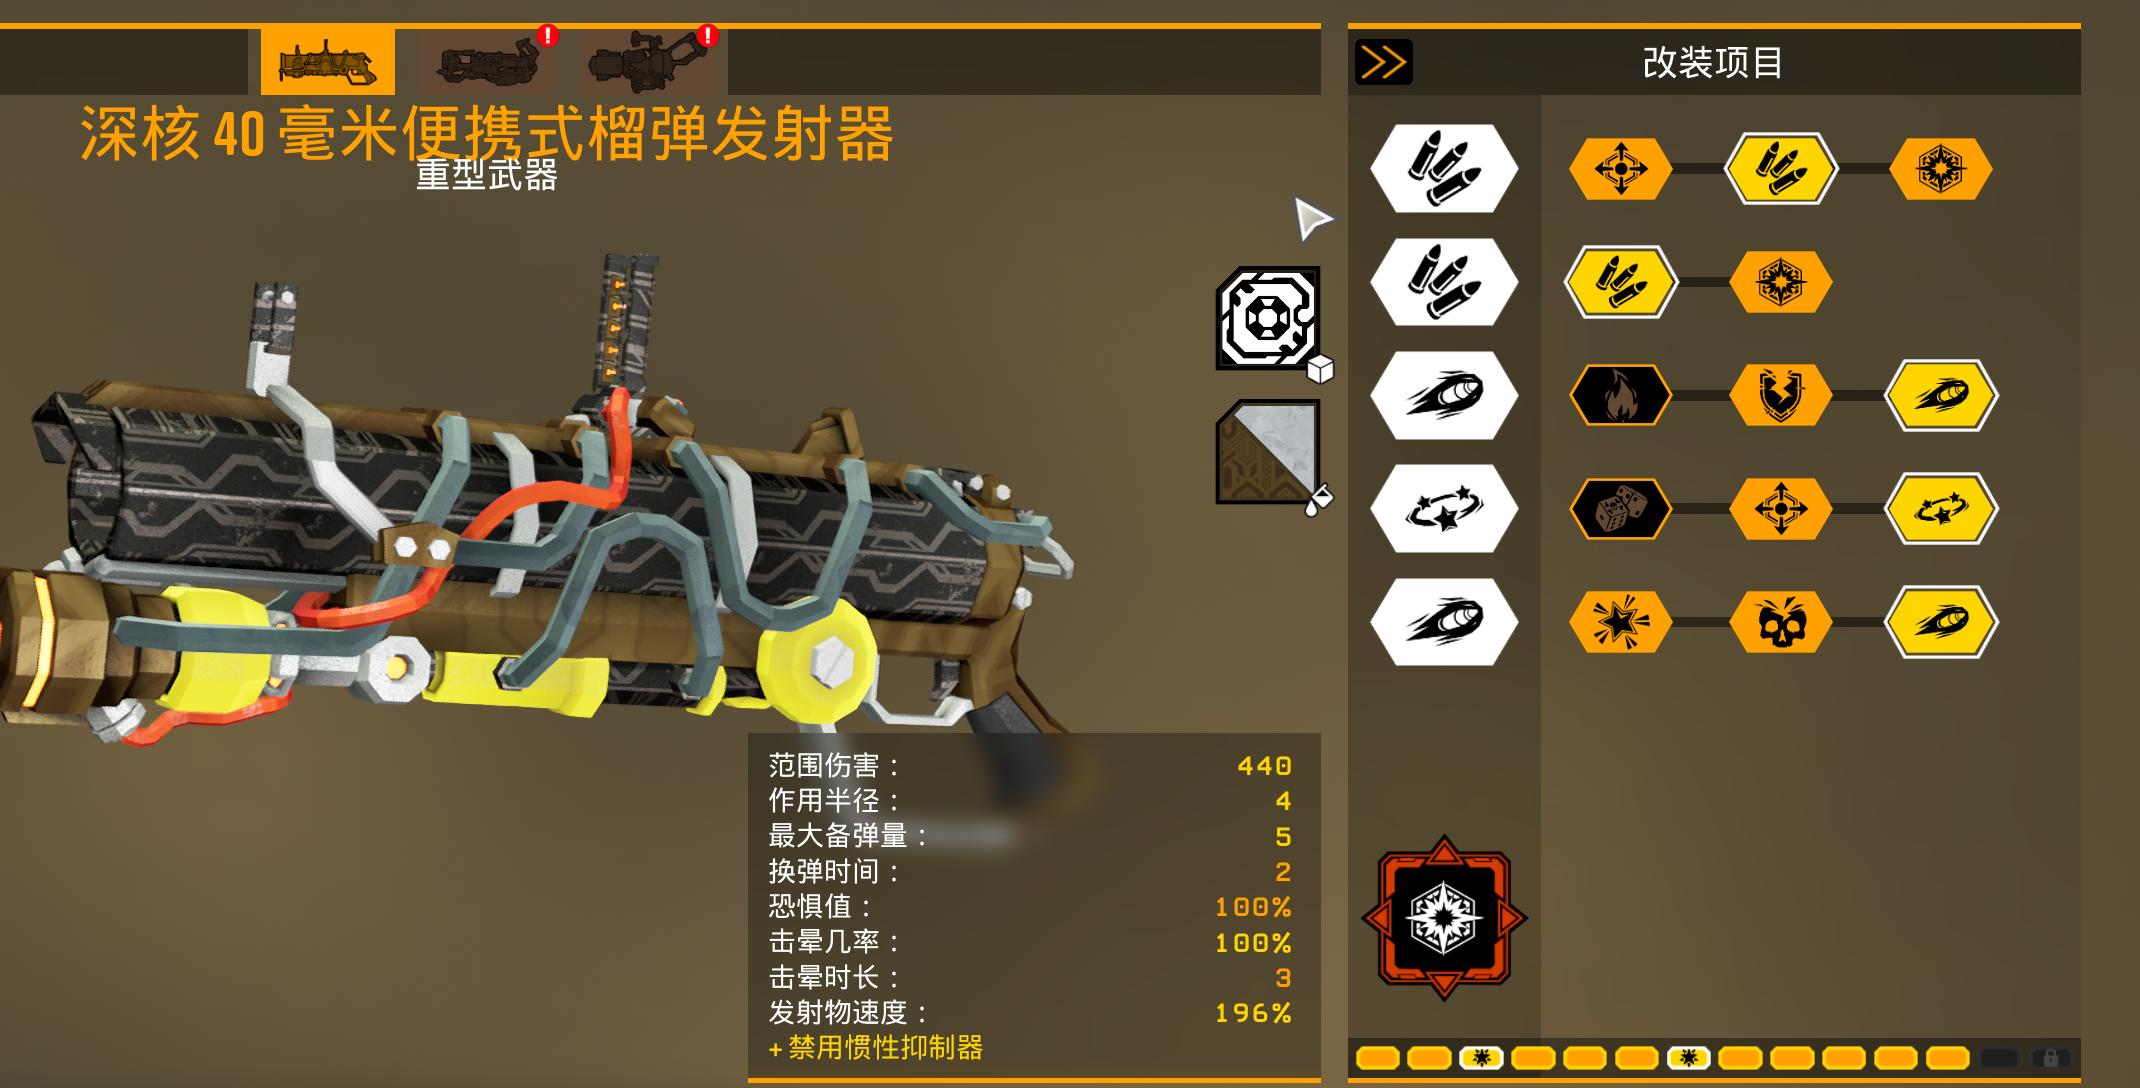 改装项目
深核 40 毫米便携式榴弹发射器
重型武器
范围伤害： 440
作用半径： 4
最大备弹量： 5
换弹时间： 2
恐惧值： 100%
击晕几率： 100%
击晕时长： 3
发射物速度： 196%
+ 禁用惯性抑制器